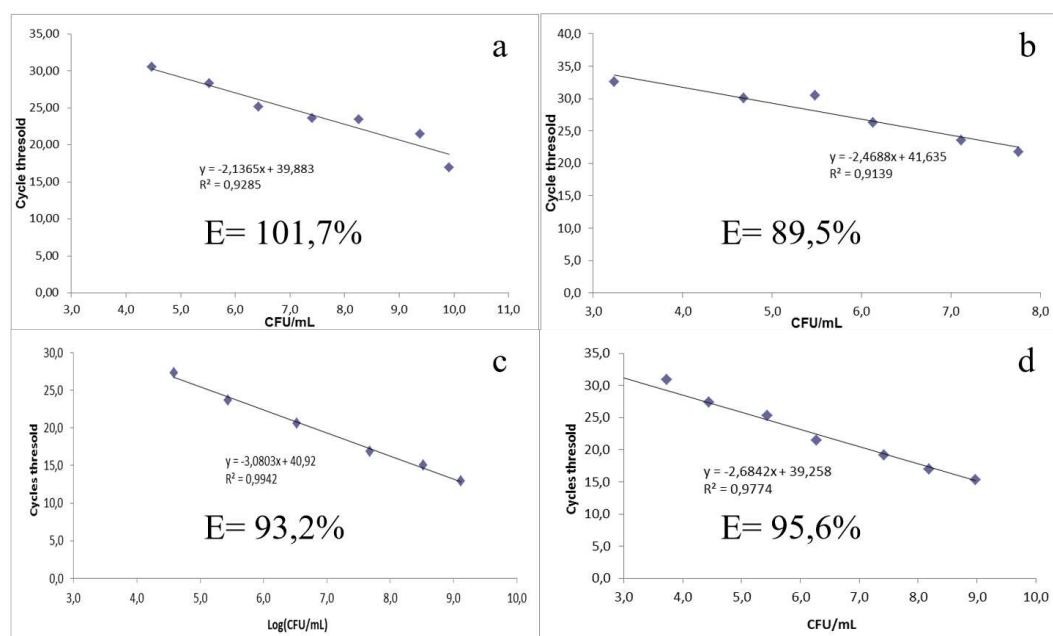 a
35,00
30,00
25,00
20,00
15,00
10,00
5,00
0,00
Cycle thresold
y = -2,1365x + 39,883
R² = 0,9285
E= 101,7%
3,0 4,0 5,0 6,0 7,0 8,0 9,0 10,0 11,0
CFU/mL
b
40,0
35,0
30,0
25,0
20,0
15,0
10,0
5,0
0,0
Cycle thresold
y = -2,4688x + 41,635
R² = 0,9139
E= 89,5%
3,0 4,0 5,0 6,0 7,0 8,0
CFU/mL
c
30,0
25,0
20,0
15,0
10,0
5,0
0,0
Cycles thresold
y = -3,0803x + 40,92
R² = 0,9942
E= 93,2%
3,0 4,0 5,0 6,0 7,0 8,0 9,0 10,0
Log(CFU/mL)
d
35,0
30,0
25,0
20,0
15,0
10,0
5,0
0,0
Cycles thresold
y = -2,6842x + 39,258
R² = 0,9774
E= 95,6%
3,0 4,0 5,0 6,0 7,0 8,0 9,0 10,0
CFU/mL